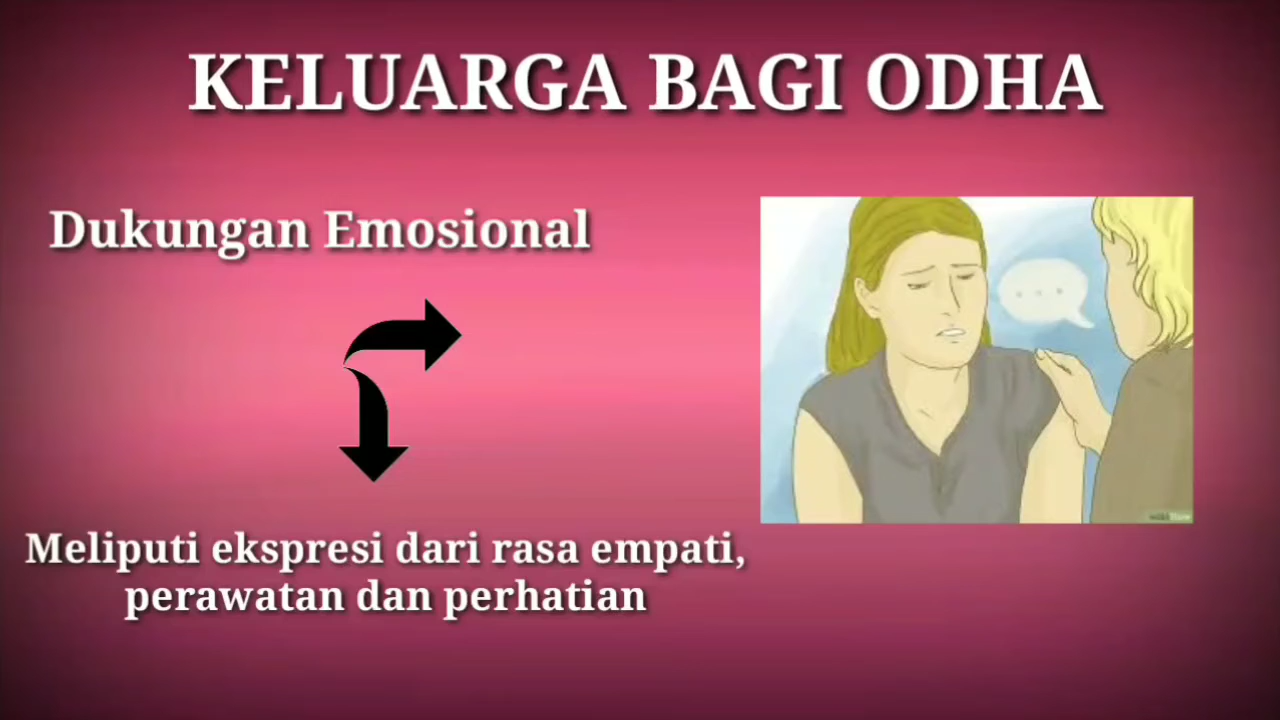 KELUARGA BAGI ODHA
Dukungan Emosional
Meliputi ekspresi dari rasa empati,
perawatan dan perhatian